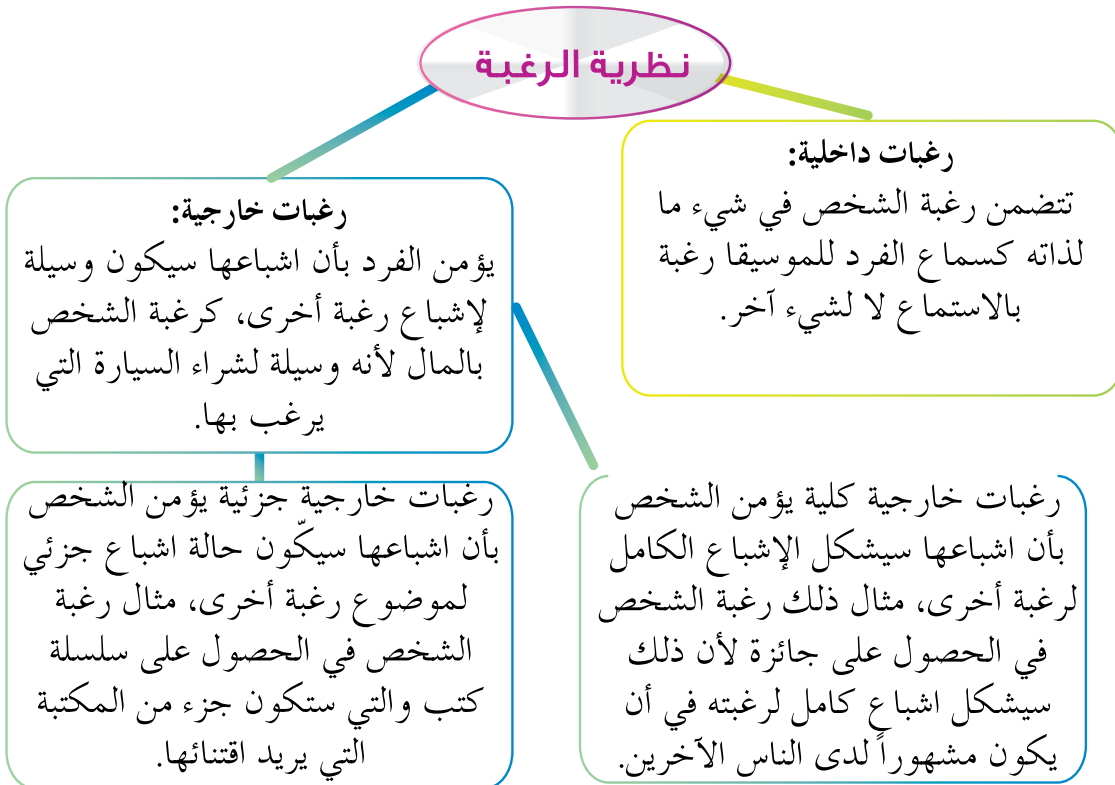 نظرية الرغبة
رغبات داخلية:
تتضمن رغبة الشخص في شيء ما
لذاته كسماع الفرد للموسيقا رغبة
بالاستماع لا لشيء آخر.
رغبات خارجية:
يؤمن الفرد بأن اشباعها سيكون وسيلة
لإشباع رغبة أخرى، كرغبة الشخص
بالمال لأنه وسيلة لشراء السيارة التي
يرغب بها.
رغبات خارجية كلية يؤمن الشخص
بأن اشباعها سيشكل الإشباع الكامل
لرغبة أخرى، مثال ذلك رغبة الشخص
في الحصول على جائزة لأن ذلك
سيشكل اشباع كامل لرغبته في أن
يكون مشهوراً لدى الناس الآخرين.
رغبات خارجية جزئية يؤمن الشخص
بأن اشباعها سيكّون حالة اشباع جزئي
لموضوع رغبة أخرى، مثال رغبة
الشخص في الحصول على سلسلة
كتب والتي ستكون جزء من المكتبة
التي يريد اقتنائها.